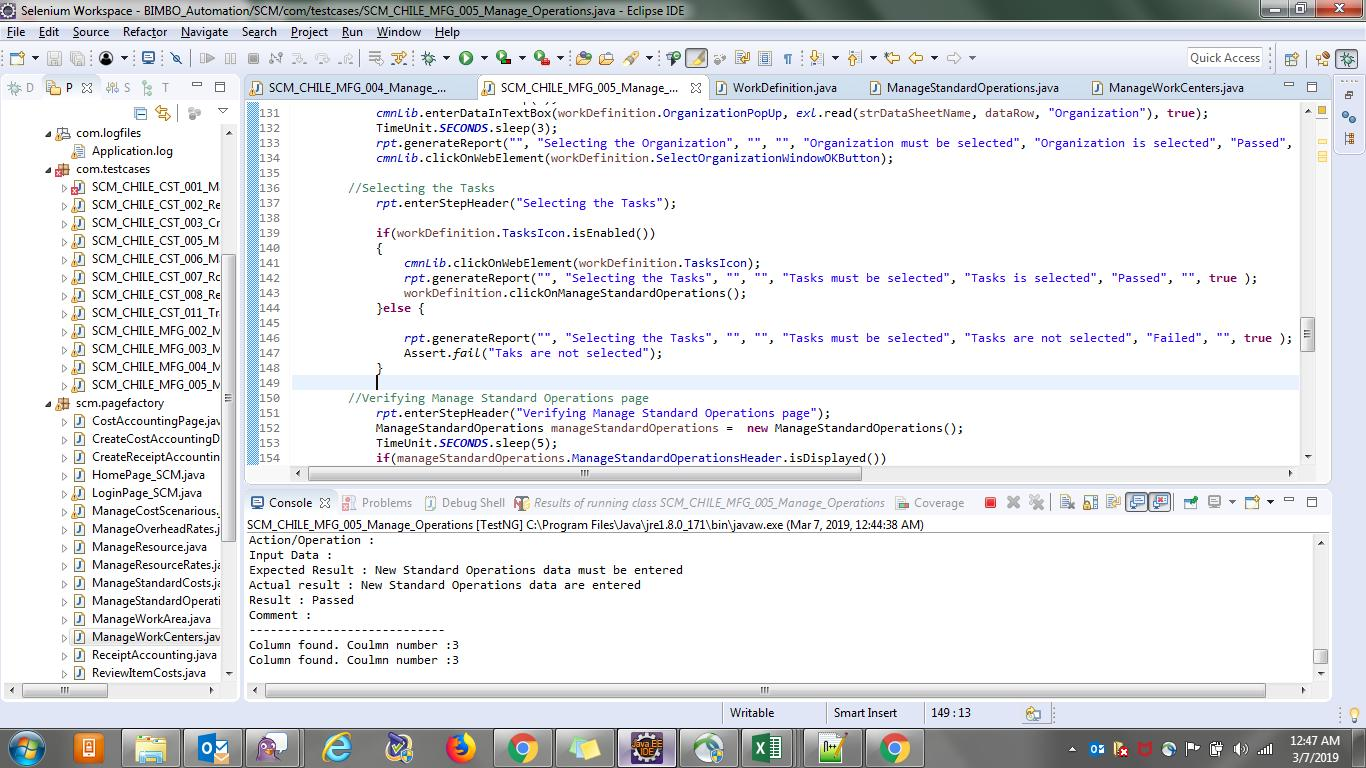 Selenium Workspace - BIMBO_Automation/SCM/com/testcases/SCM_CHILE_MFG_005_Manage_Operations.java - Eclipse IDE
File Edit Source Refactor Navigate Search Project Run Window Help
Quick Access
D P S T
SCM_CHILE_MFG_004_Manage_... SCM_CHILE_MFG_005_Manage_... WorkDefinition.java ManageStandardOperations.java ManageWorkCenters.java
com.logfiles
Application.log
com.testcases
SCM_CHILE_CST_001_M
SCM_CHILE_CST_002_Re
SCM_CHILE_CST_003_Cr
SCM_CHILE_CST_005_M
SCM_CHILE_CST_006_M
SCM_CHILE_CST_007_Ro
SCM_CHILE_CST_008_Re
SCM_CHILE_CST_011_Tr
SCM_CHILE_MFG_002_M
SCM_CHILE_MFG_003_M
SCM_CHILE_MFG_004_M
SCM_CHILE_MFG_005_M
scm.pagefactory
CostAccountingPage.jav
CreateCostAccountingD
CreateReceiptAccountin
HomePage_SCM.java
LoginPage_SCM.java
ManageCostScenarious.
ManageOverheadRates.j
ManageResource.java
ManageResourceRates.ja
ManageStandardCosts.ja
ManageStandardOperati
ManageWorkArea.java
ManageWorkCenters.jav
ReceiptAccounting.java
ReviewItemCosts.java
131 cmnLib.enterDataInTextBox(workDefinition.OrganizationPopUp, exl.read(strDataSheetName, dataRow, "Organization"), true);
132 TimeUnit.SECONDS.sleep(3);
133 rpt.generateReport("", "Selecting the Organization", "", "", "Organization must be selected", "Organization is selected", "Passed",
134 cmnLib.clickOnWebElement(workDefinition.SelectOrganizationWindowOKButton);
135
136 //Selecting the Tasks
137 rpt.enterStepHeader("Selecting the Tasks");
138
139 if(workDefinition.TasksIcon.isEnabled())
140 {
141 cmnLib.clickOnWebElement(workDefinition.TasksIcon);
142 rpt.generateReport("", "Selecting the Tasks", "", "", "Tasks must be selected", "Tasks is selected", "Passed", "", true );
143 workDefinition.clickOnManageStandardOperations();
144 }else {
145
146 rpt.generateReport("", "Selecting the Tasks", "", "", "Tasks must be selected", "Tasks are not selected", "Failed", "", true );
147 Assert.fail("Taks are not selected");
148 }
149
150 //Verifying Manage Standard Operations page
151 rpt.enterStepHeader("Verifying Manage Standard Operations page");
152 ManageStandardOperations manageStandardOperations = new ManageStandardOperations();
153 TimeUnit.SECONDS.sleep(5);
154 if(manageStandardOperations.ManageStandardOperationsHeader.isDisplayed())
Console Problems Debug Shell Results of running class SCM_CHILE_MFG_005_Manage_Operations Coverage
SCM_CHILE_MFG_005_Manage_Operations [TestNG] C:\Program Files\Java\jre1.8.0_171\bin\javaw.exe (Mar 7, 2019, 12:44:38 AM)
Action/Operation :
Input Data :
Expected Result : New Standard Operations data must be entered
Actual result : New Standard Operations data are entered
Result : Passed
Comment :
----------------------------
Column found. Coulmn number :3
Column found. Coulmn number :3
Writable Smart Insert 149 : 13
12:47 AM
3/7/2019